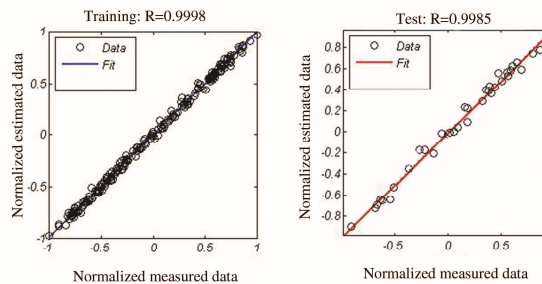 Training: R=0.9998
Normalized estimated data
1
0.5
0
-0.5
-1
Data
Fit
-1
-0.5
0
0.5
1
Normalized measured data
Test: R=0.9985
Normalized estimated data
0.8
0.6
0.4
0.2
0
-0.2
-0.4
-0.6
-0.8
Data
Fit
-0.5
0
0.5
Normalized measured data